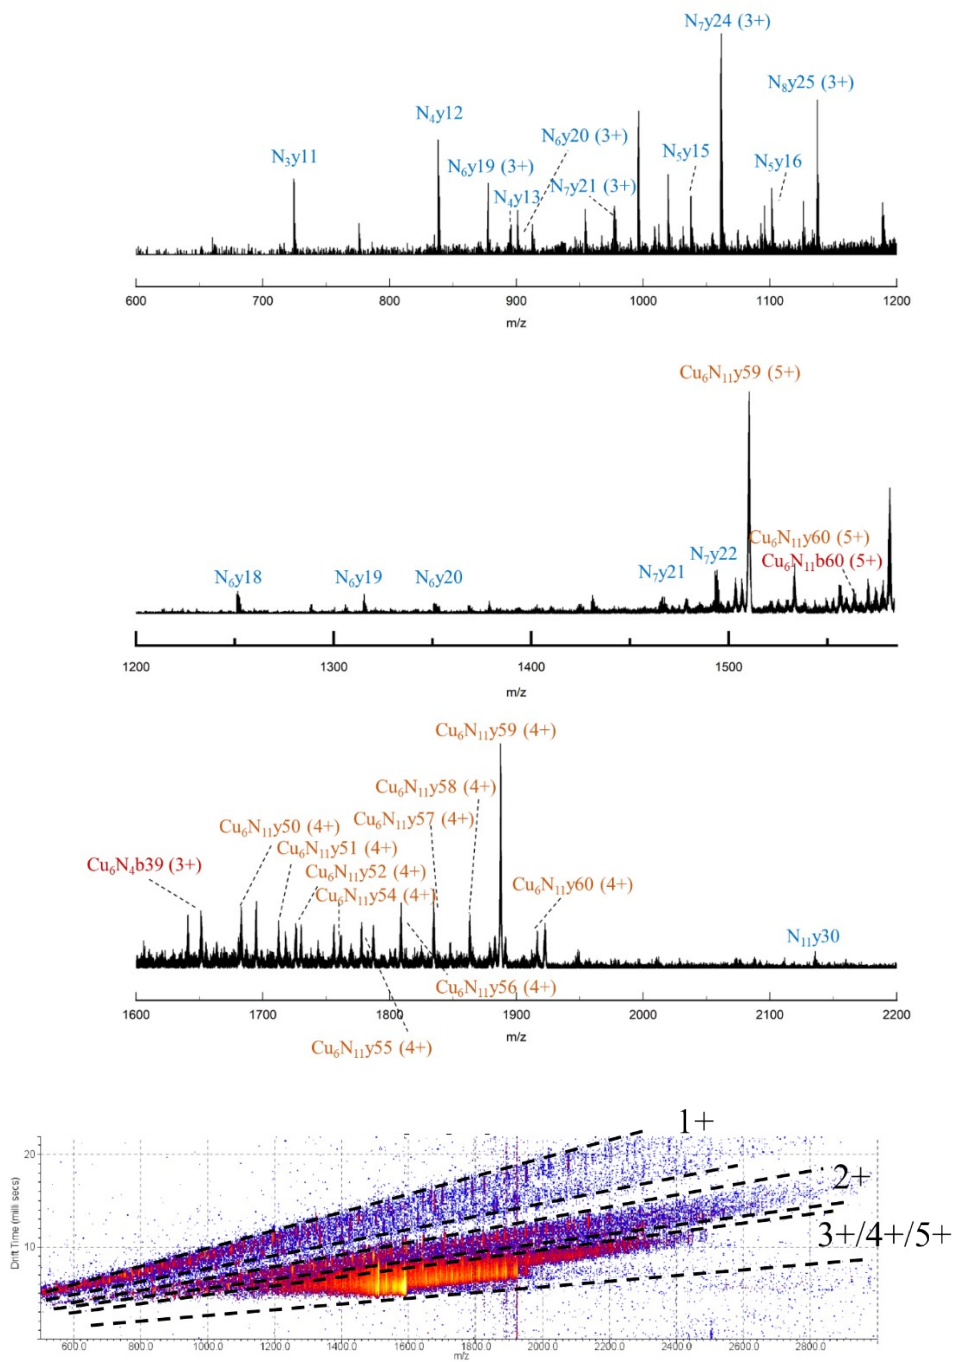 N₇y24 (3+)
N₈y25 (3+)
N₄y12
N₆y20 (3+)
N₃y11
N₅y15
N₆y19 (3+)
N₅y16
N₇y21 (3+)
N₄y13
600 700 800 900 1000 1100 1200
m/z
Cu₆N₁₁y59 (5+)
Cu₆N₁₁y60 (5+)
N₇y22
Cu₆N₁₁b60 (5+)
N₆y18 N₆y19 N₆y20 N₇y21
1200 1300 1400 1500
m/z
Cu₆N₁₁y59 (4+)
Cu₆N₁₁y58 (4+)
Cu₆N₁₁y57 (4+)
Cu₆N₁₁y50 (4+)
Cu₆N₁₁y51 (4+)
Cu₆N₄b39 (3+)
Cu₆N₁₁y52 (4+)
Cu₆N₁₁y60 (4+)
Cu₆N₁₁y54 (4+)
N₁₁y30
Cu₆N₁₁y56 (4+)
1600 1700 1800 1900 2000 2100 2200
m/z
Cu₆N₁₁y55 (4+)
1+
20
2+
Drift Time (milli secs)
3+/4+/5+
10
600.0 800.0 1000.0 1200.0 1400.0 1600.0 1800.0 2000.0 2200.0 2400.0 2600.0 2800.0
m/z